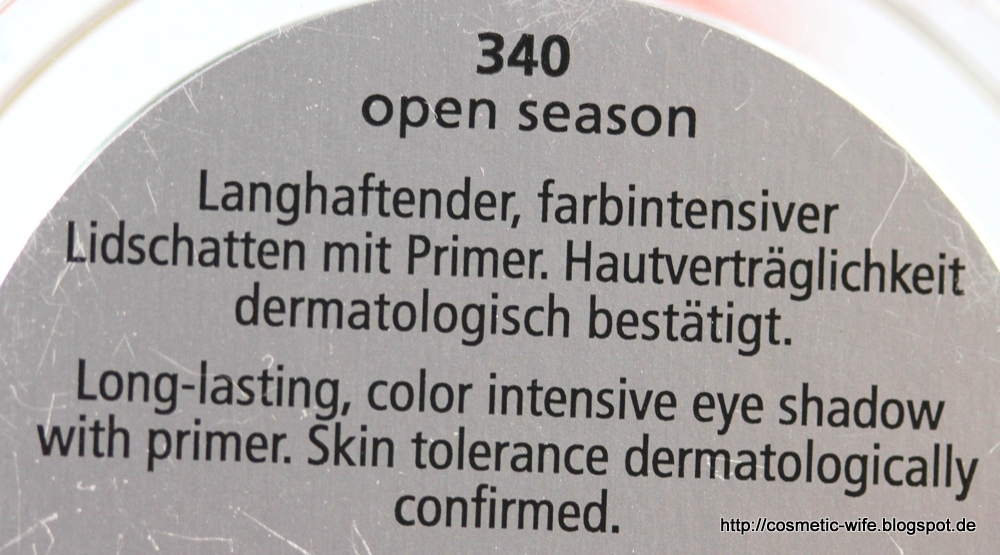 340
open season
Langhaftender, farbintensiver
Lidschatten mit Primer. Hautverträglichkeit
dermatologisch bestätigt.
Long-lasting, color intensive eye shadow
with primer. Skin tolerance dermatologically
confirmed.
http://cosmetic-wife.blogspot.de